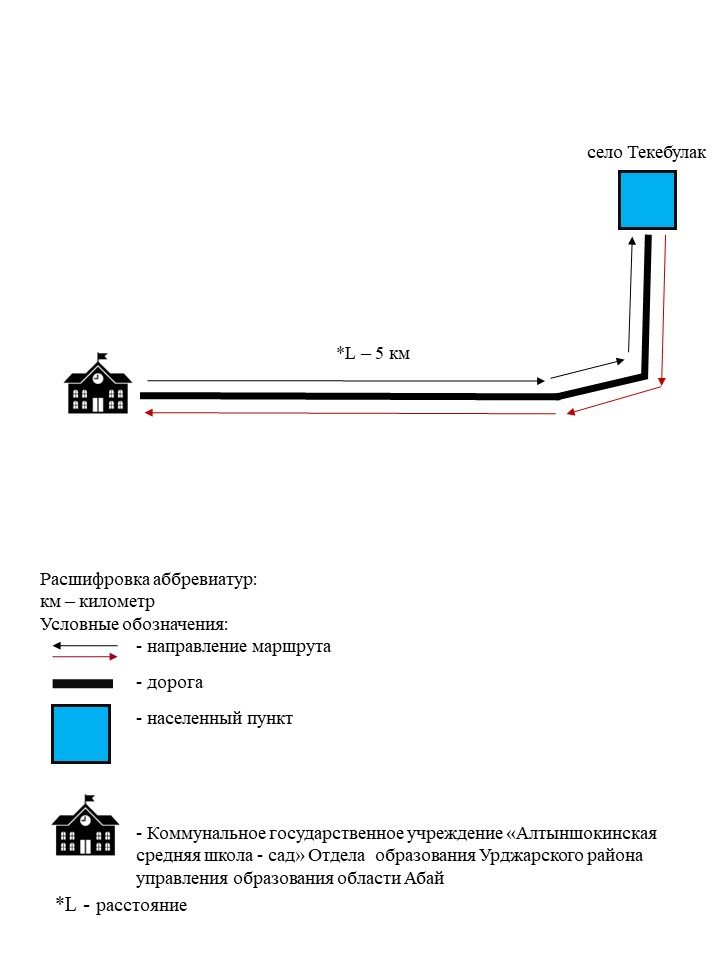 село Текебулак
*L – 5 км
Расшифровка аббревиатур:
км – километр
Условные обозначения:
- направление маршрута
- дорога
- населенный пункт
- Коммунальное государственное учреждение «Алтыншокинская
средняя школа - сад» Отдела образования Урджарского района
управления образования области Абай
*L - расстояние